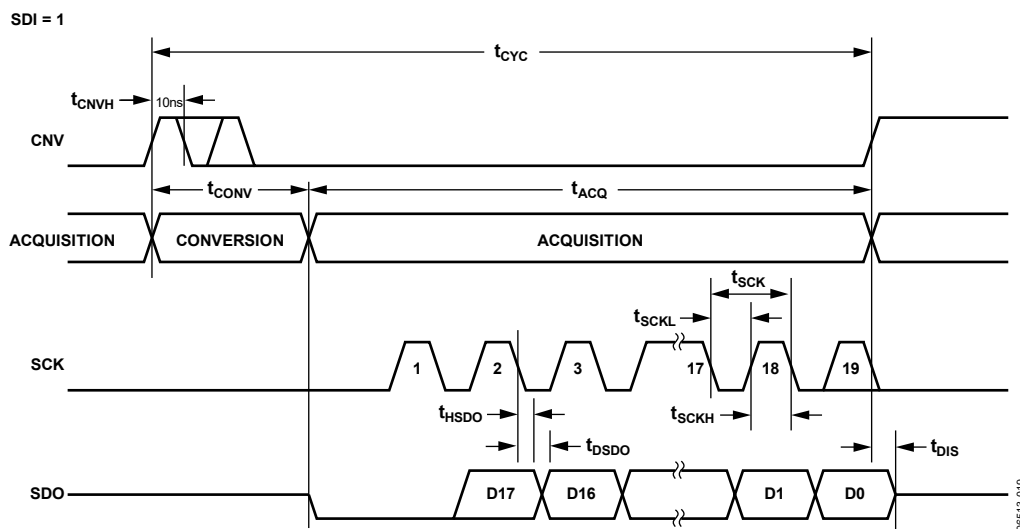 SDI = 1
tCYC
tCNVH
10ns
CNV
tCONV
tACQ
ACQUISITION
CONVERSION
ACQUISITION
tSCK
tSCKL
SCK
1
2
3
17
18
19
tHSDO
tSCKH
tDSDO
tDIS
SDO
D17
D16
D1
D0